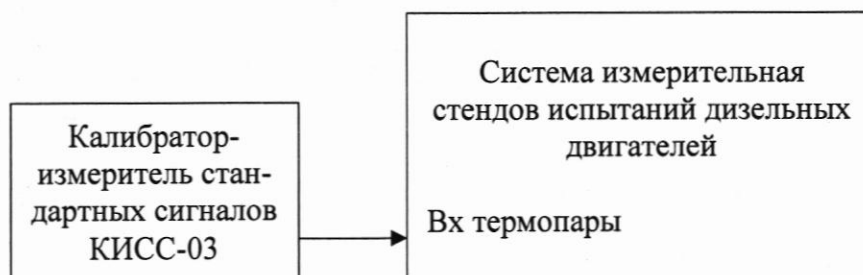 Калибратор-
измеритель стан-
дартных сигналов
КИСС-03
Система измерительная
стендов испытаний дизельных
двигателей
Вх термопары